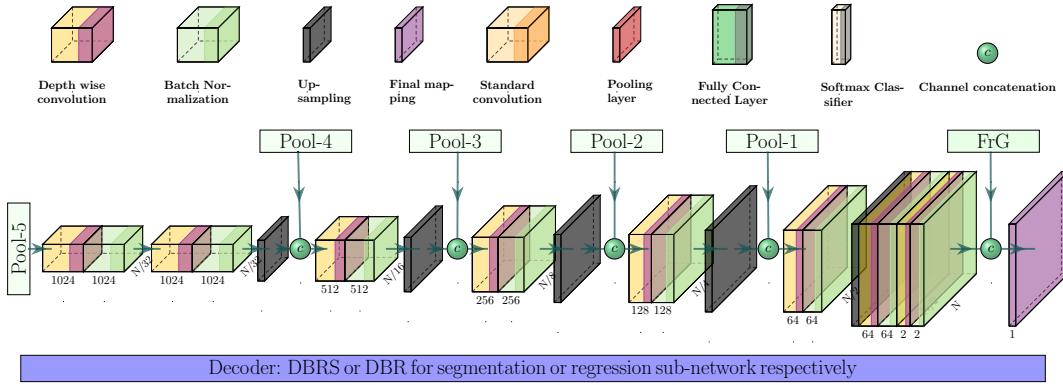 Depth wise
convolution
Batch Nor-
malization
Up-
sampling
Final map-
ping
Standard
convolution
Pooling
layer
Fully Con-
nected Layer
Softmax Clas-
sifier
c
Channel concatenation
Pool-4
Pool-3
Pool-2
Pool-1
FrG
Pool-5
1024
1024
N/32
1024
1024
N/32
c
512
512
N/16
c
256
256
N/8
c
128
128
N/4
c
64
64
N/2
64
64
2
2
N
c
1
Decoder: DBRS or DBR for segmentation or regression sub-network respectively